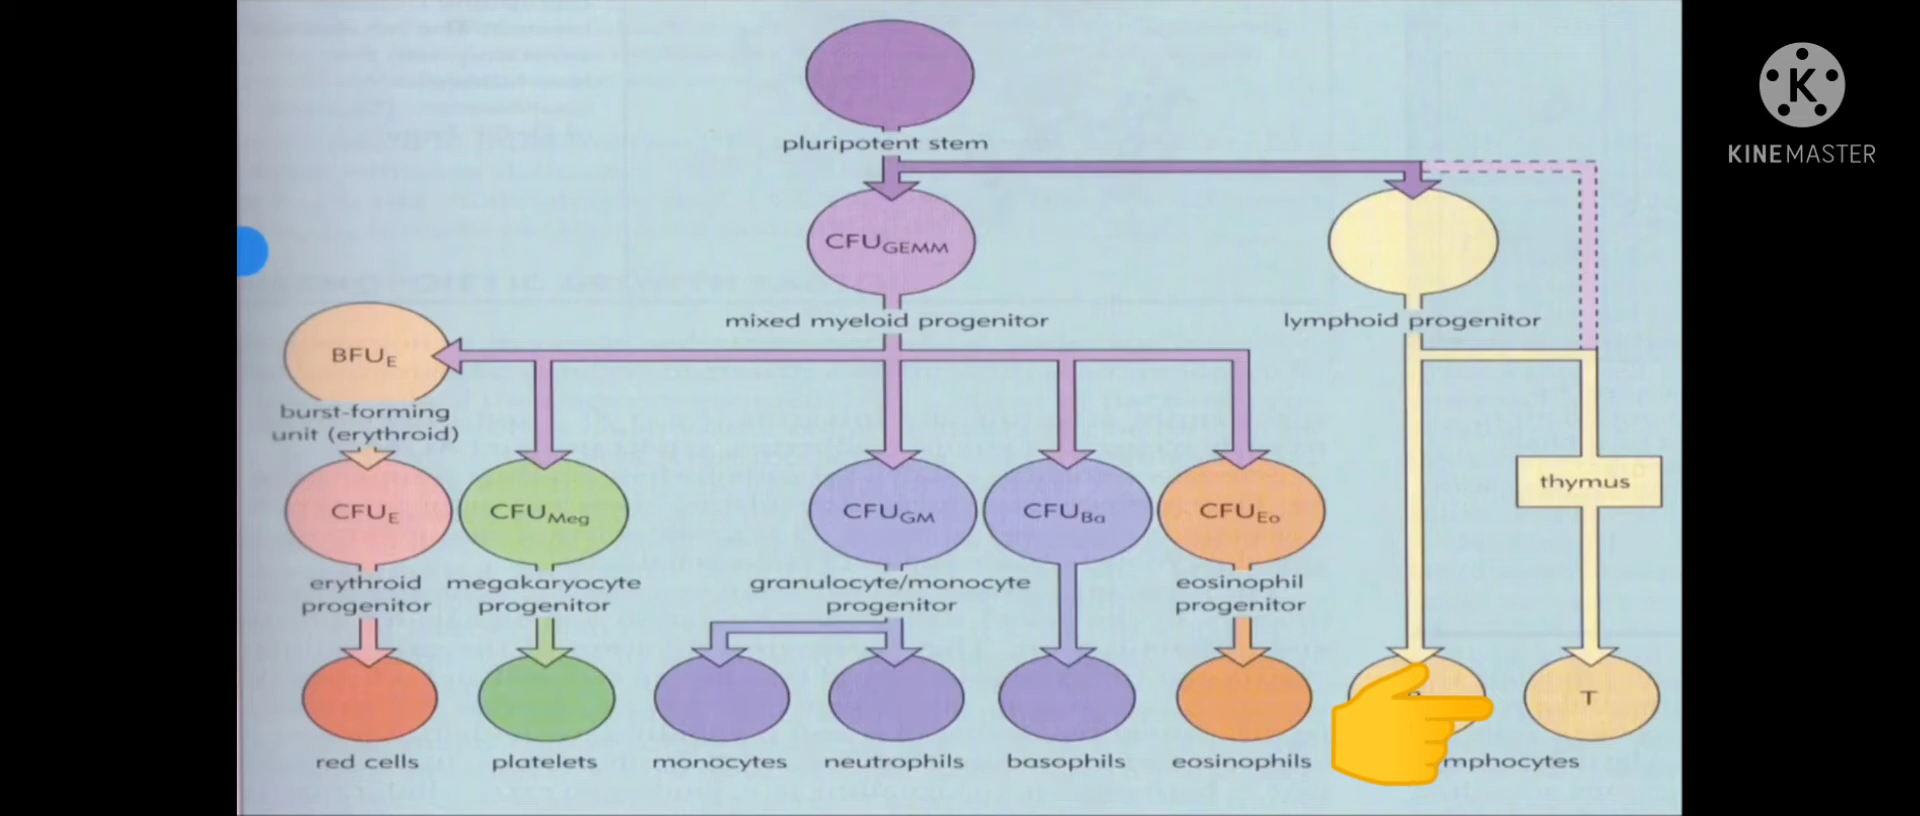 pluripotent stem
CFUGEMM
mixed myeloid progenitor
lymphoid progenitor
BFUE
burst-forming
unit (erythroid)
thymus
CFUE
CFUMeg
CFUGM
CFUBa
CFUEo
erythroid
progenitor
megakaryocyte
progenitor
granulocyte/monocyte
progenitor
eosinophil
progenitor
T
red cells
platelets
monocytes
neutrophils
basophils
eosinophils
mphocytes
K
KINEMASTER